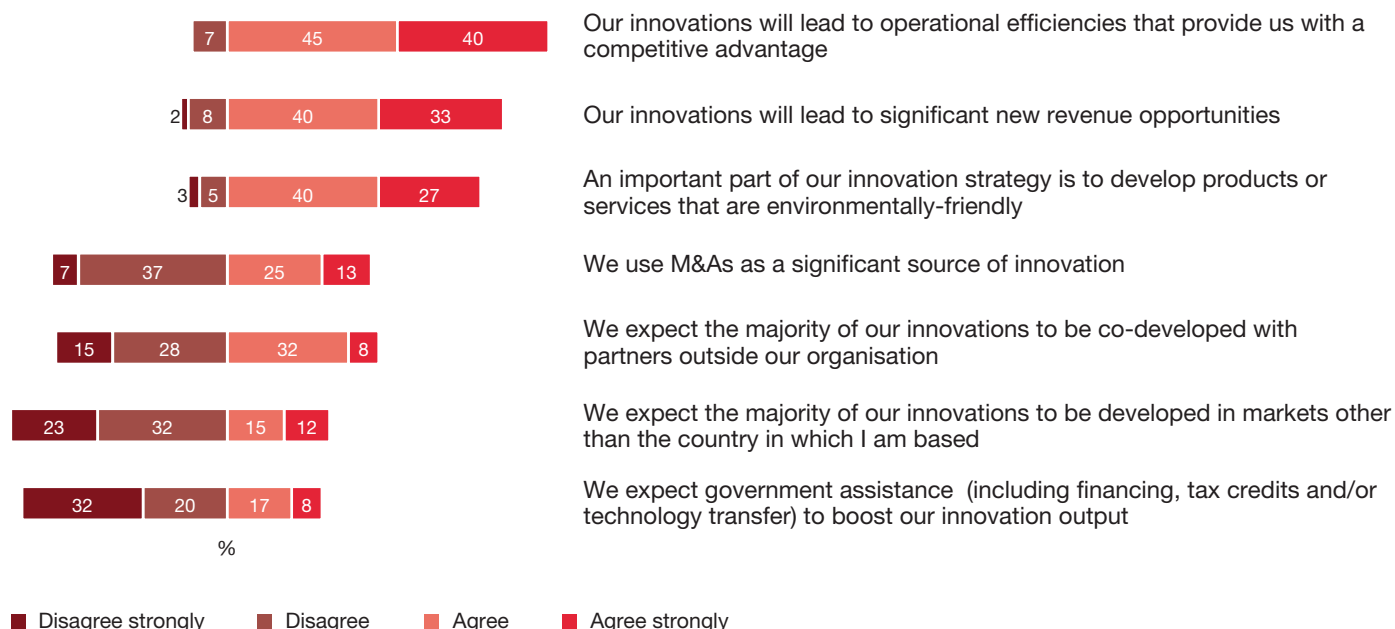 7 45 40 Our innovations will lead to operational efficiencies that provide us with a
competitive advantage
2 8 40 33 Our innovations will lead to significant new revenue opportunities
3 5 40 27 An important part of our innovation strategy is to develop products or
services that are environmentally-friendly
7 37 25 13 We use M&As as a significant source of innovation
15 28 32 8 We expect the majority of our innovations to be co-developed with
partners outside our organisation
23 32 15 12 We expect the majority of our innovations to be developed in markets other
than the country in which I am based
32 20 17 8 We expect government assistance (including financing, tax credits and/or
technology transfer) to boost our innovation output
%
Disagree strongly Disagree Agree Agree strongly